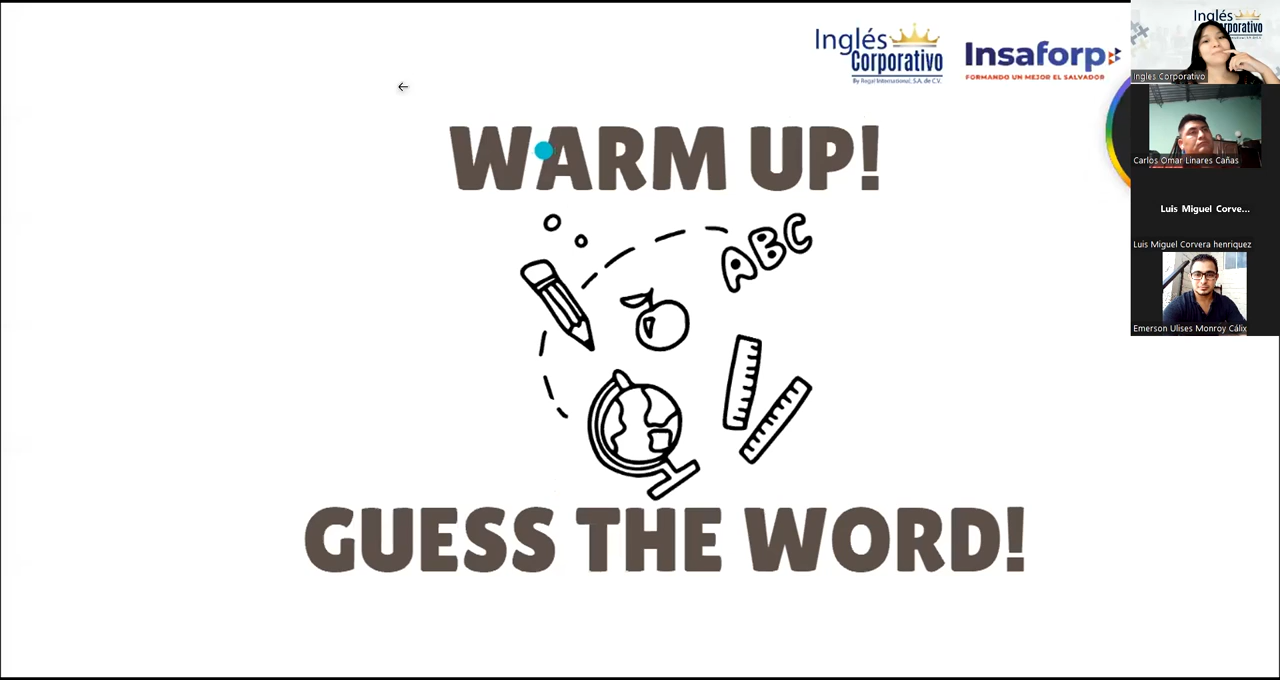 Inglés
Corporativo
By Regal International, S.A. de C.V.
Insaforp
FORMANDO UN MEJOR EL SALVADOR
WARM UP!
ABC
GUESS THE WORD!
Inglés
Ingles Corporativo
Carlos Omar Linares Cañas
Luis Miguel Corve...
Luis Miguel Corvera henriquez
Emerson Ulises Monroy Cálix